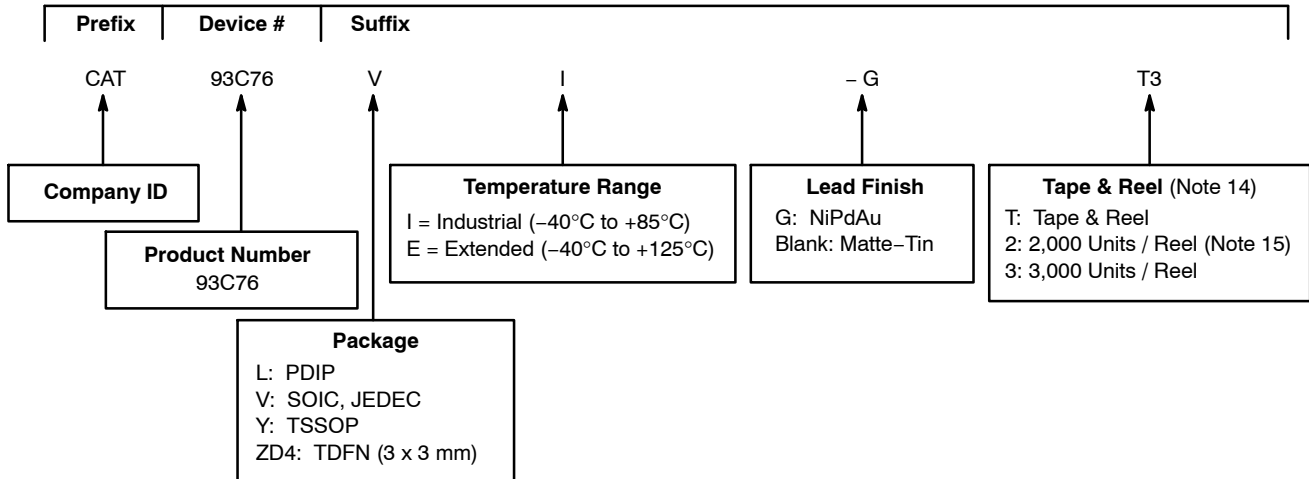 Prefix Device # Suffix
CAT 93C76 V I – G T3
Company ID
Product Number
93C76
Package
L: PDIP
V: SOIC, JEDEC
Y: TSSOP
ZD4: TDFN (3 x 3 mm)
Temperature Range
I = Industrial (−40°C to +85°C)
E = Extended (−40°C to +125°C)
Lead Finish
G: NiPdAu
Blank: Matte−Tin
Tape & Reel (Note 14)
T: Tape & Reel
2: 2,000 Units / Reel (Note 15)
3: 3,000 Units / Reel